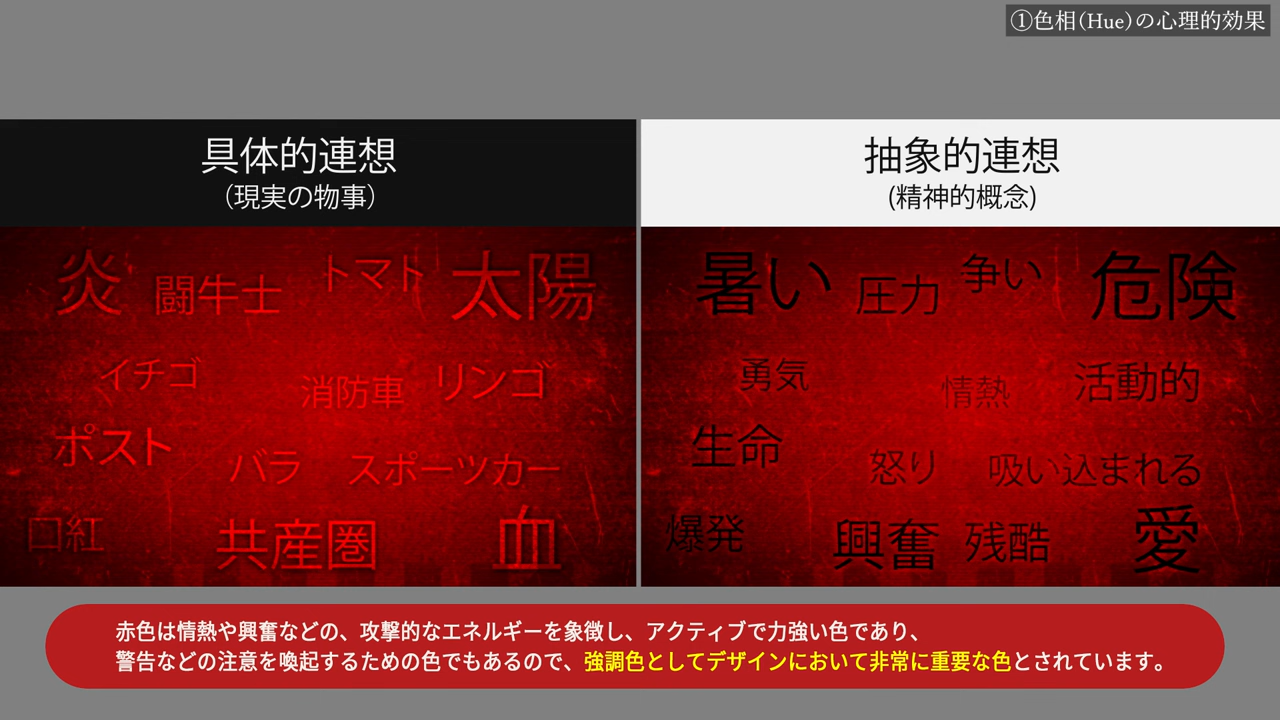 ①色相(Hue)の心理的効果
具体的連想
(現実の物事)
炎 闘牛士 トマト 太陽
イチゴ 消防車 リンゴ
ポスト バラ スポーツカー
口紅 共産圏 血
抽象的連想
(精神的概念)
暑い 圧力 争い 危険
勇気 情熱 活動的
生命 怒り 吸い込まれる
爆発 興奮 残酷 愛
赤色は情熱や興奮などの、攻撃的なエネルギーを象徴し、アクティブで力強い色であり、
警告などの注意を喚起するための色でもあるので、強調色としてデザインにおいて非常に重要な色とされています。